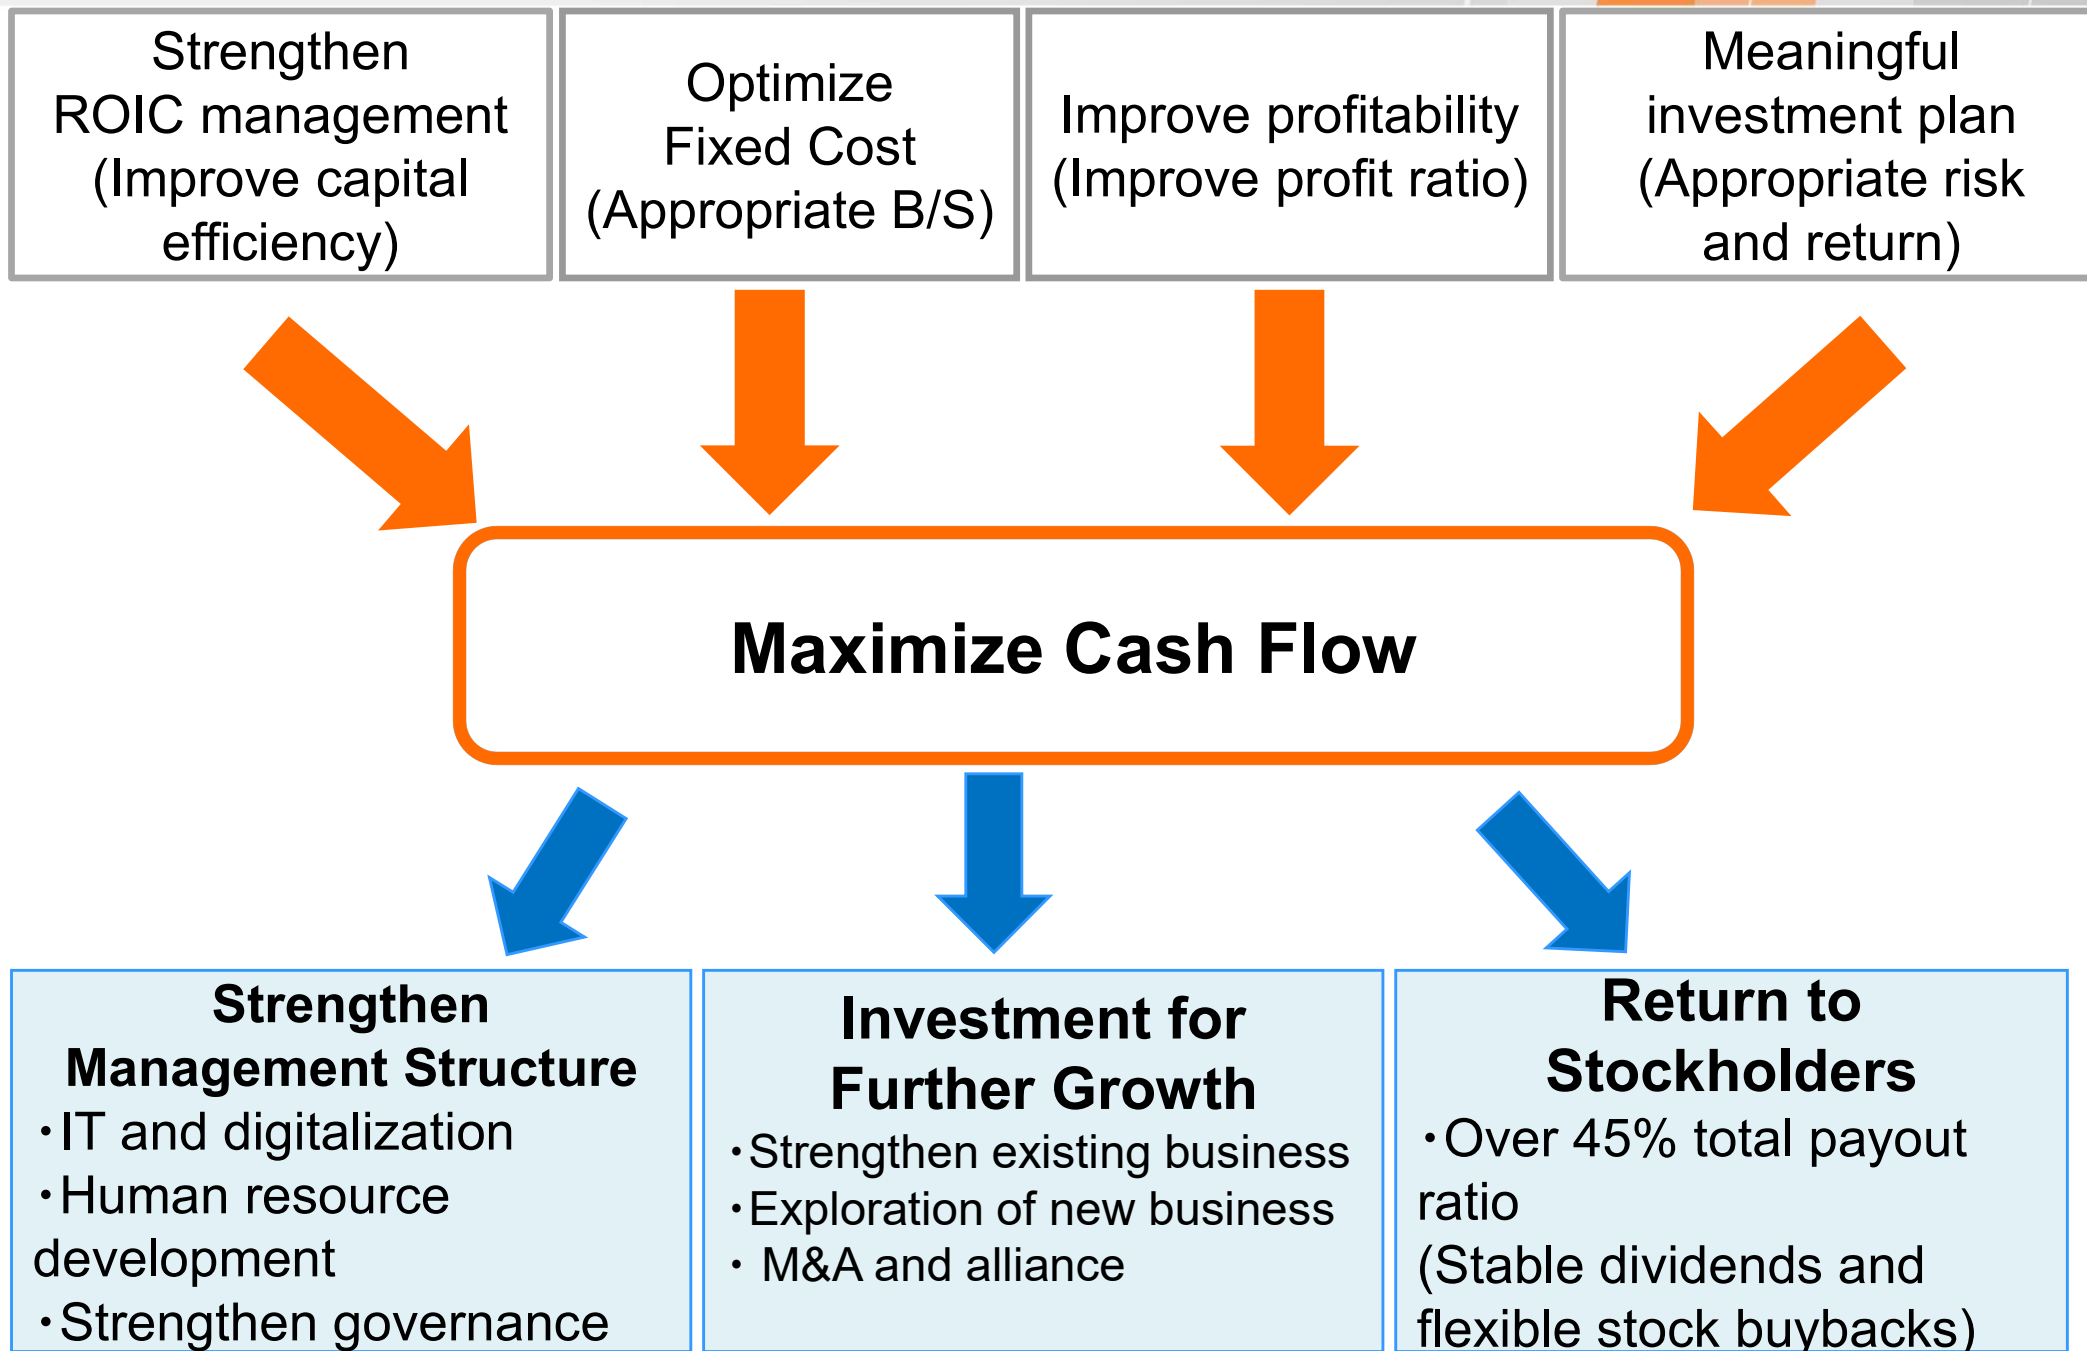 Strengthen
ROIC management
(Improve capital
efficiency)
Optimize
Fixed Cost
(Appropriate B/S)
Improve profitability
(Improve profit ratio)
Meaningful
investment plan
(Appropriate risk
and return)
Maximize Cash Flow
Strengthen
Management Structure
・IT and digitalization
・Human resource
development
・Strengthen governance
Investment for
Further Growth
・Strengthen existing business
・Exploration of new business
・ M&A and alliance
Return to
Stockholders
・Over 45% total payout
ratio
(Stable dividends and
flexible stock buybacks)